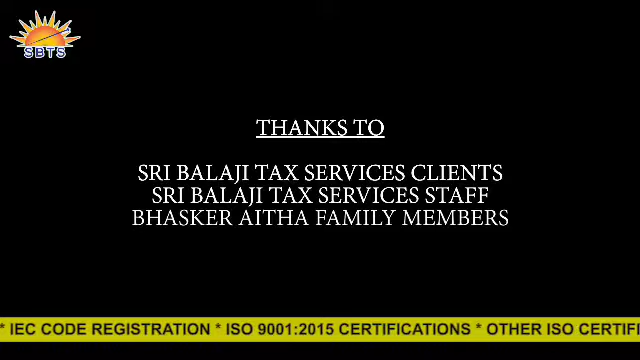 SBTS
THANKS TO
SRI BALAJI TAX SERVICES CLIENTS
SRI BALAJI TAX SERVICES STAFF
BHASKER AITHA FAMILY MEMBERS
* IEC CODE REGISTRATION * ISO 9001:2015 CERTIFICATIONS * OTHER ISO CERTIFI